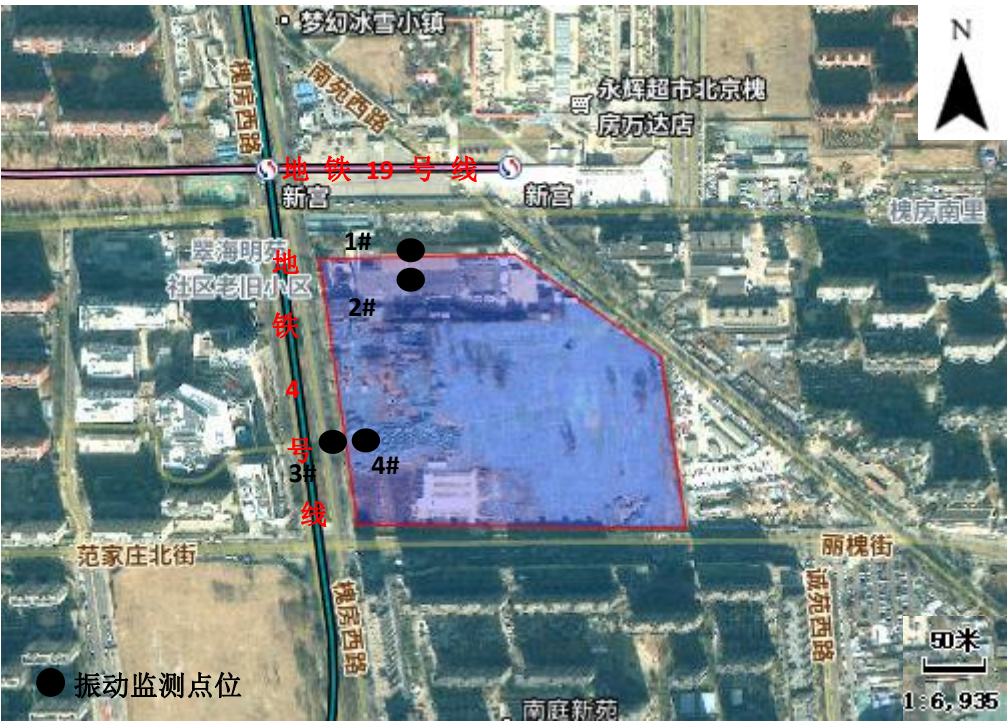 梦幻冰雪小镇
N
槐房西路
南苑西路
永辉超市北京槐
房万达店
地铁19号线
新宫
新宫
槐房南里
翠海明苑
社区老旧小区
1#
2#
地铁4号线
3#
4#
范家庄北街
丽槐街
槐房西路
诚苑西路
50米
1:6,935
振动监测点位
南庭新苑